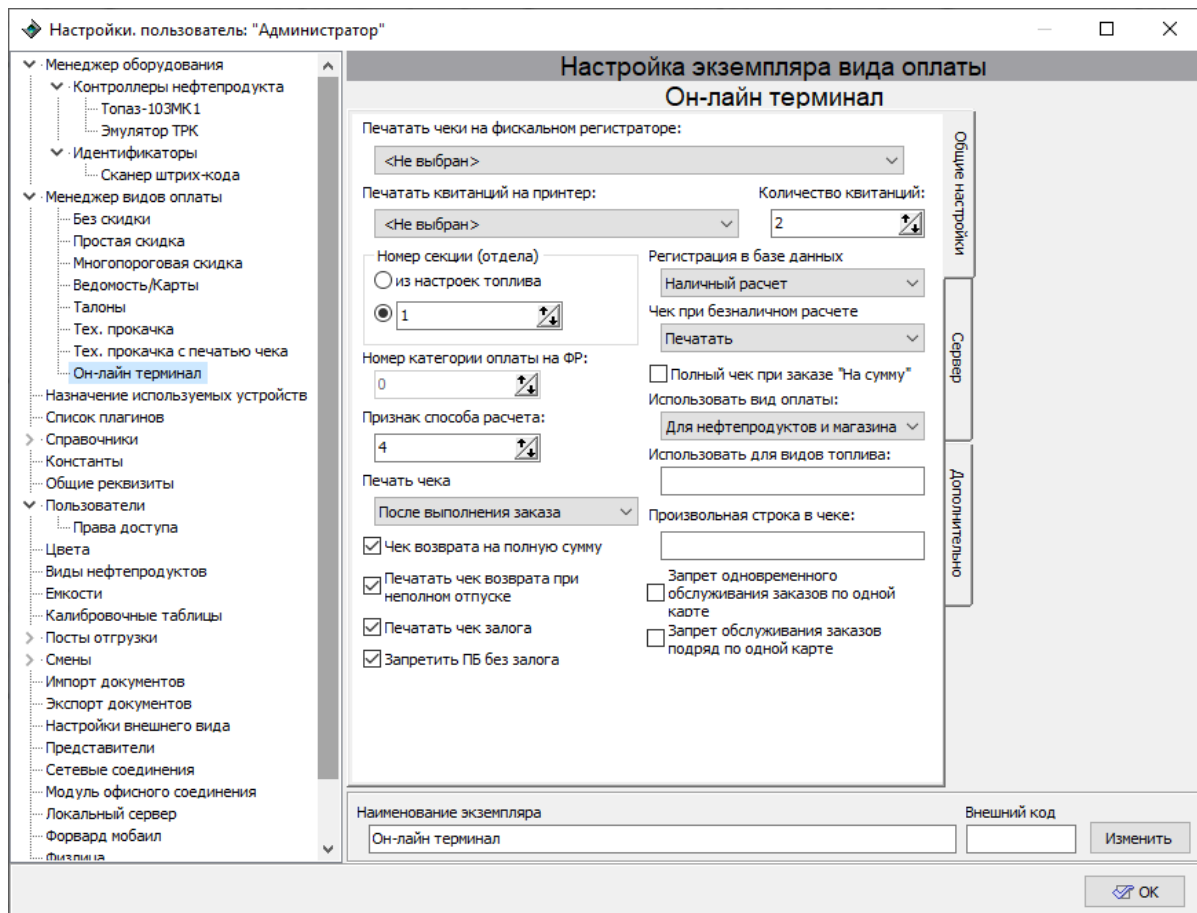 Настройки. пользователь: "Администратор"
Менеджер оборудования
Контроллеры нефтепродукта
Топаз-103МК1
Эмулятор ТРК
Идентификаторы
Сканер штрих-кода
Менеджер видов оплаты
Без скидки
Простая скидка
Многопороговая скидка
Ведомость/Карты
Талоны
Тех. прокачка
Тех. прокачка с печатью чека
Он-лайн терминал
Назначение используемых устройств
Список плагинов
Справочники
Константы
Общие реквизиты
Пользователи
Права доступа
Цвета
Виды нефтепродуктов
Емкости
Калибровочные таблицы
Посты отгрузки
Смены
Импорт документов
Экспорт документов
Настройки внешнего вида
Представители
Сетевые соединения
Модуль офисного соединения
Локальный сервер
Форвард мобаил
Физлица
Настройка экземпляра вида оплаты
Он-лайн терминал
Печатать чеки на фискальном регистраторе:
<Не выбран>
Печатать квитанций на принтер:
<Не выбран>
Количество квитанций:
2
Номер секции (отдела)
из настроек топлива
1
Номер категории оплаты на ФР:
0
Признак способа расчета:
4
Печать чека
После выполнения заказа
Чек возврата на полную сумму
Печатать чек возврата при
неполном отпуске
Печатать чек залога
Запретить ПБ без залога
Регистрация в базе данных
Наличный расчет
Чек при безналичном расчете
Печатать
Полный чек при заказе "На сумму"
Использовать вид оплаты:
Для нефтепродуктов и магазина
Использовать для видов топлива:
Произвольная строка в чеке:
Запрет одновременного
обслуживания заказов по одной
карте
Запрет обслуживания заказов
подряд по одной карте
Общие настройки
Сервер
Дополнительно
Наименование экземпляра
Он-лайн терминал
Внешний код
Изменить
OK